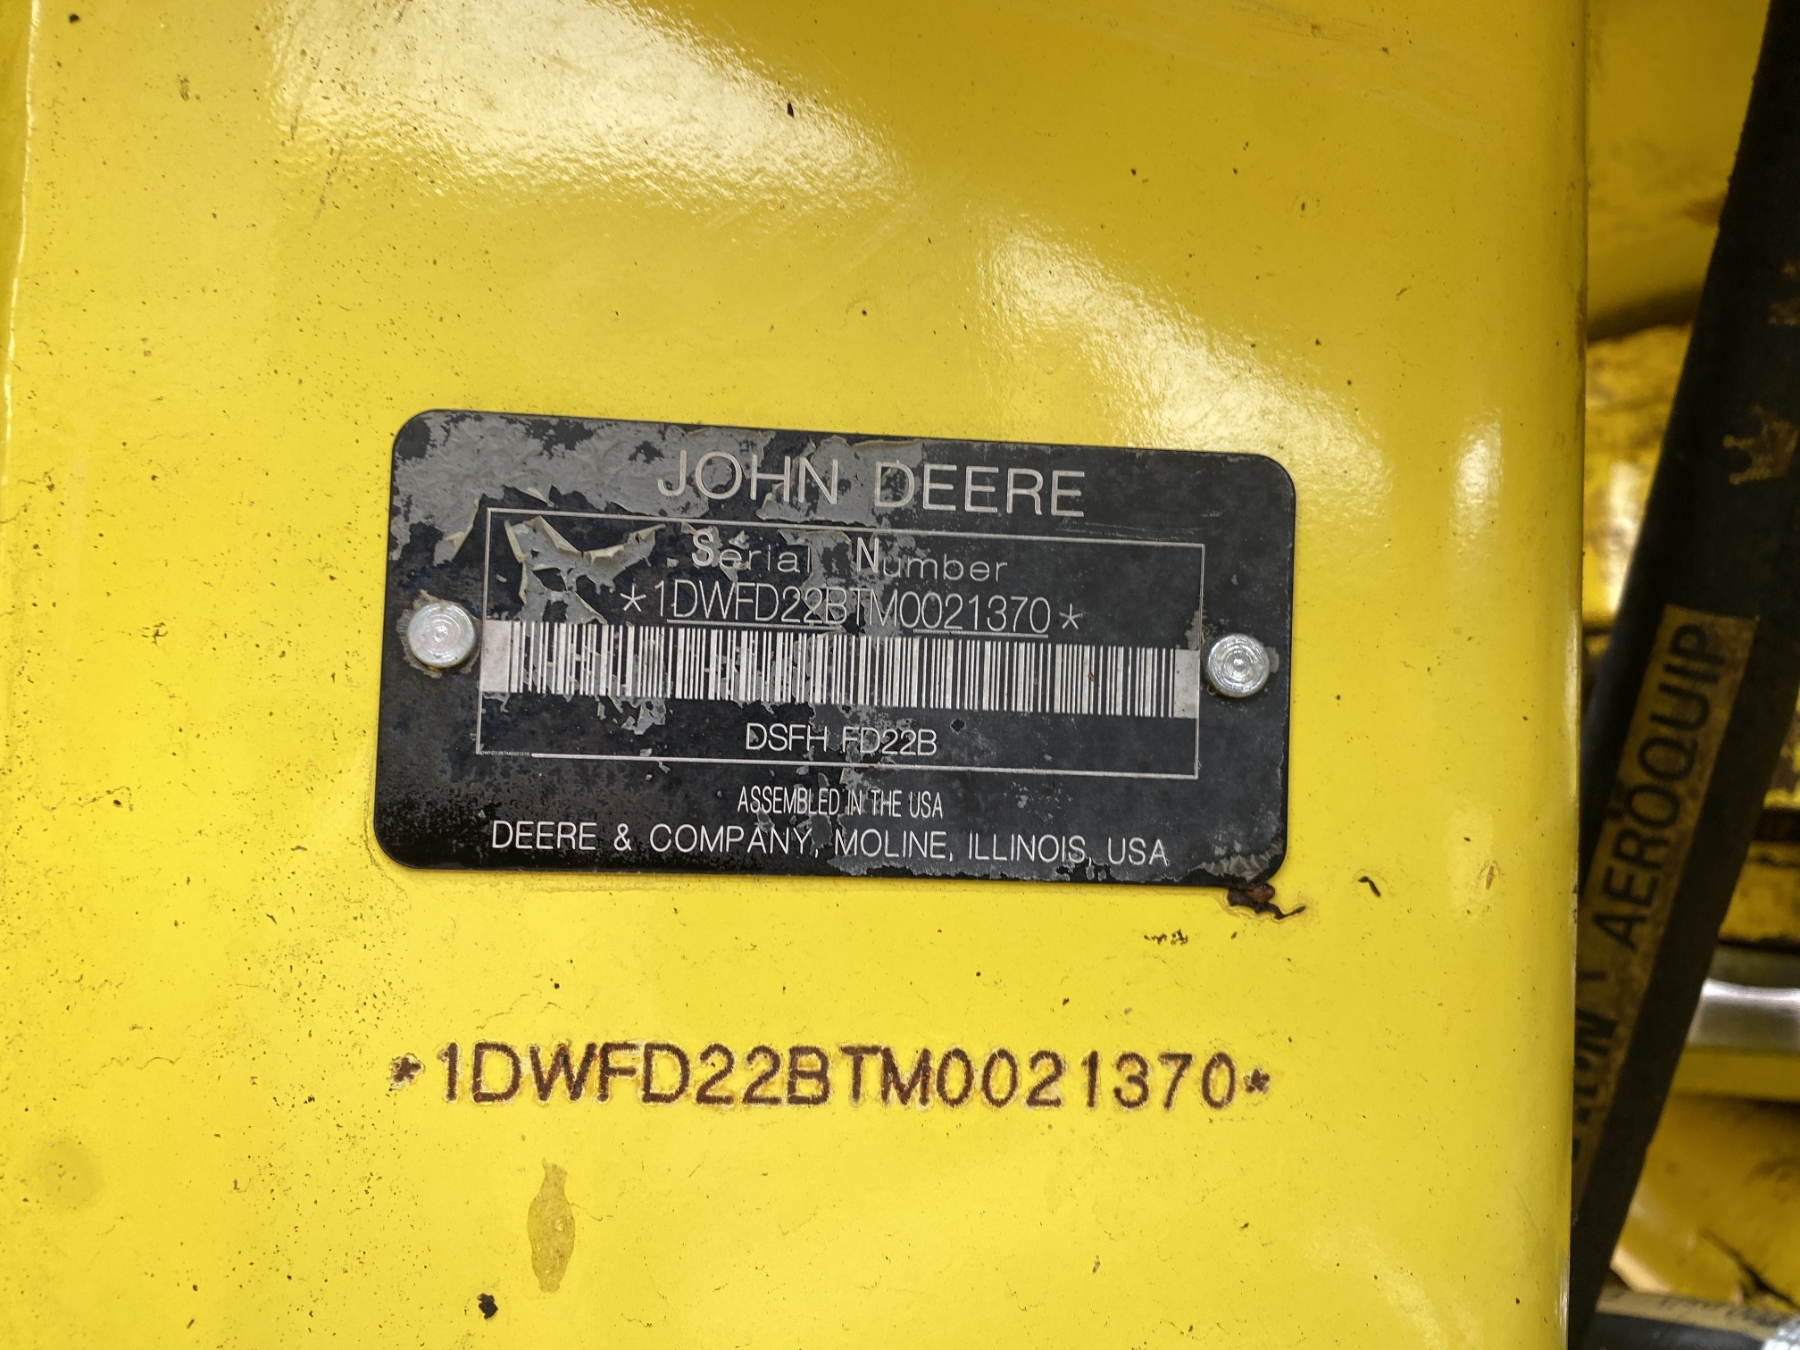 JOHN DEERE
Serial Number
*1DWFD22BTM0021370*
DSFH FD22B
ASSEMBLED IN THE USA
DEERE & COMPANY, MOLINE, ILLINOIS, USA
*1DWFD22BTM0021370*
AEROQUIP